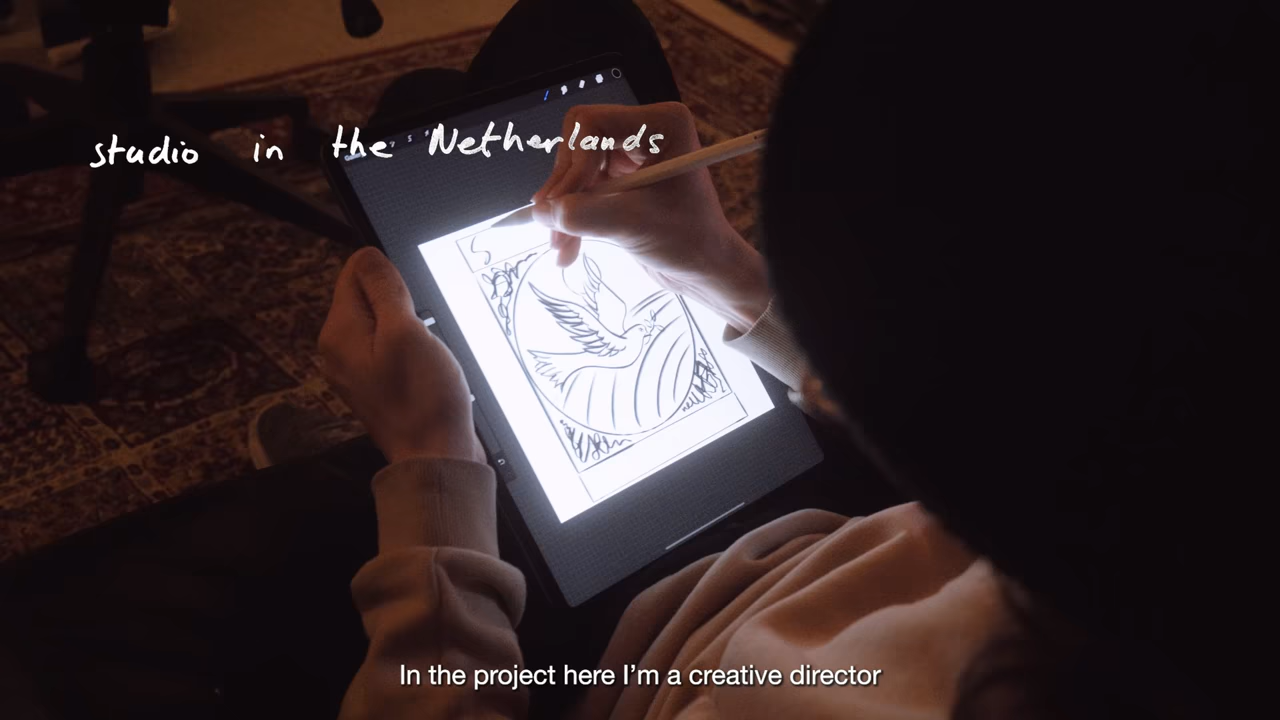 studio in the Netherlands
In the project here I'm a creative director